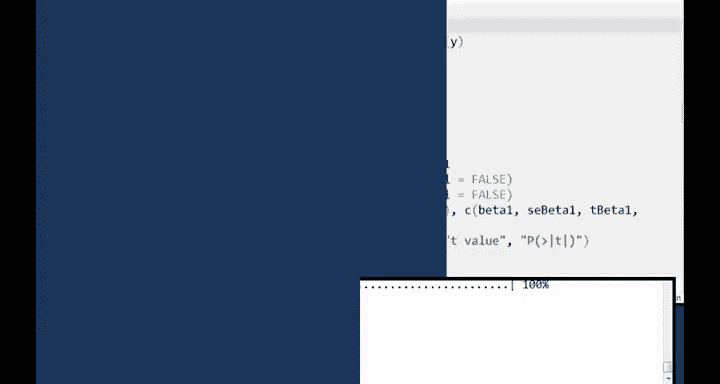 (y)
= FALSE)
= FALSE)
), c(beta1, seBeta1, tBeta1,
"t value", "P(>|t|)")
......................| 100%